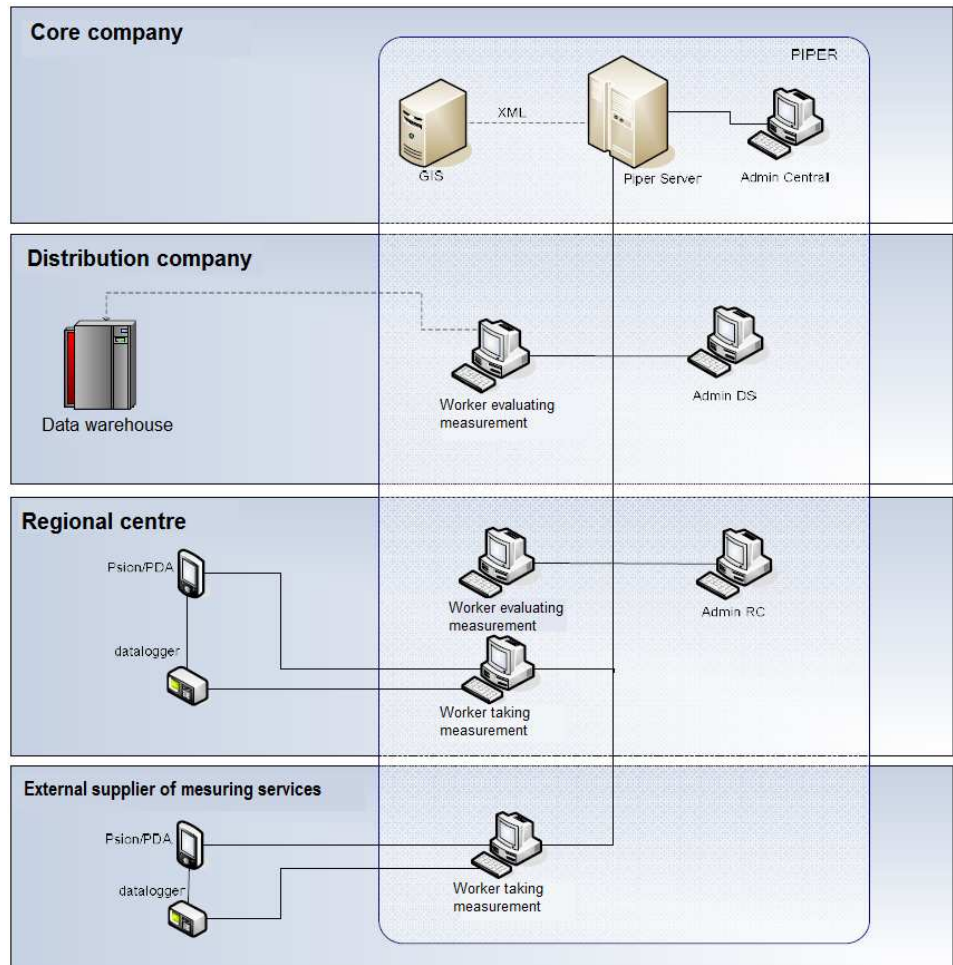 Core company
PIPER
XML
GIS
Piper Server
Admin Centrall
Distribution company
Data warehouse
Worker evaluating
measurement
Admin DS
Regional centre
Psion/PDA
datalogger
Worker evaluating
measurement
Admin RC
Worker taking
measurement
External supplier of mesuring services
Psion/PDA
datalogger
Worker taking
measurement